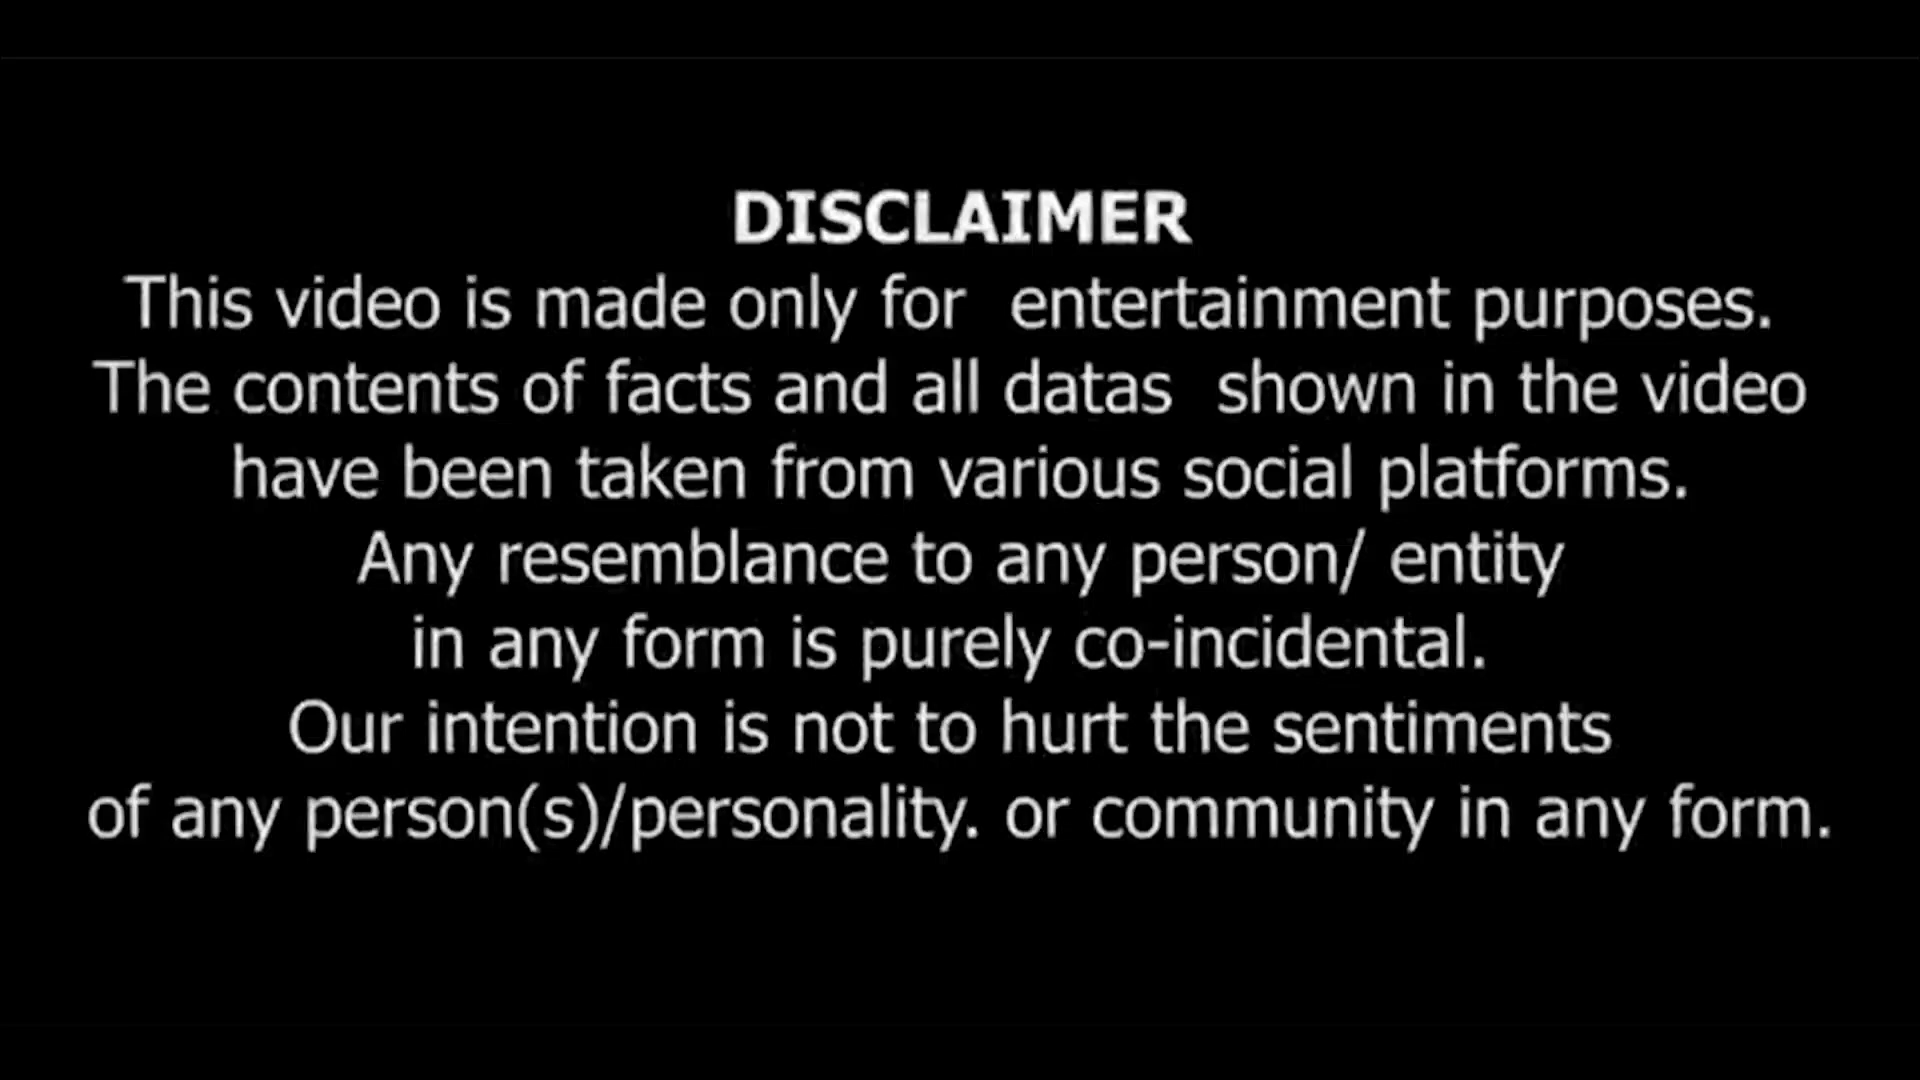 DISCLAIMER
This video is made only for entertainment purposes.
The contents of facts and all datas shown in the video
have been taken from various social platforms.
Any resemblance to any person/ entity
in any form is purely co-incidental.
Our intention is not to hurt the sentiments
of any person(s)/personality. or community in any form.